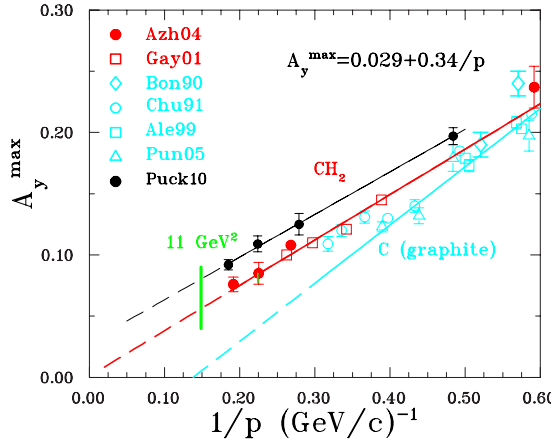 Azh04
Gay01
Bon90
Chu91
Ale99
Pun05
Puck10
A_y^max=0.029+0.34/p
CH_2
11 GeV^2
C (graphite)
A_y^max
0.30
0.20
0.10
0.00
0.00 0.10 0.20 0.30 0.40 0.50 0.60
1/p (GeV/c)^-1